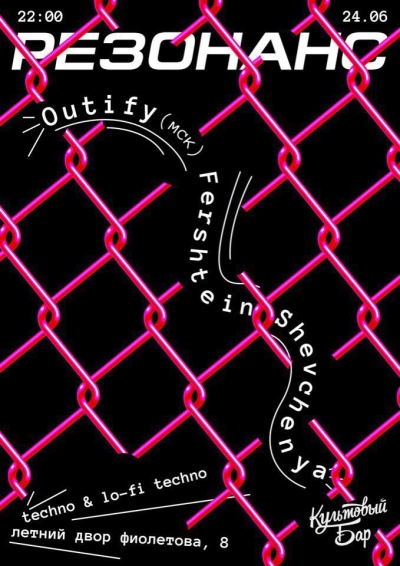 22:00 24.06
РЕЗОНАНС
Outify (МСК)
Fershtein
Shevchenya
techno & lo-fi techno
летний двор фиолетова, 8
Культовый
Бар